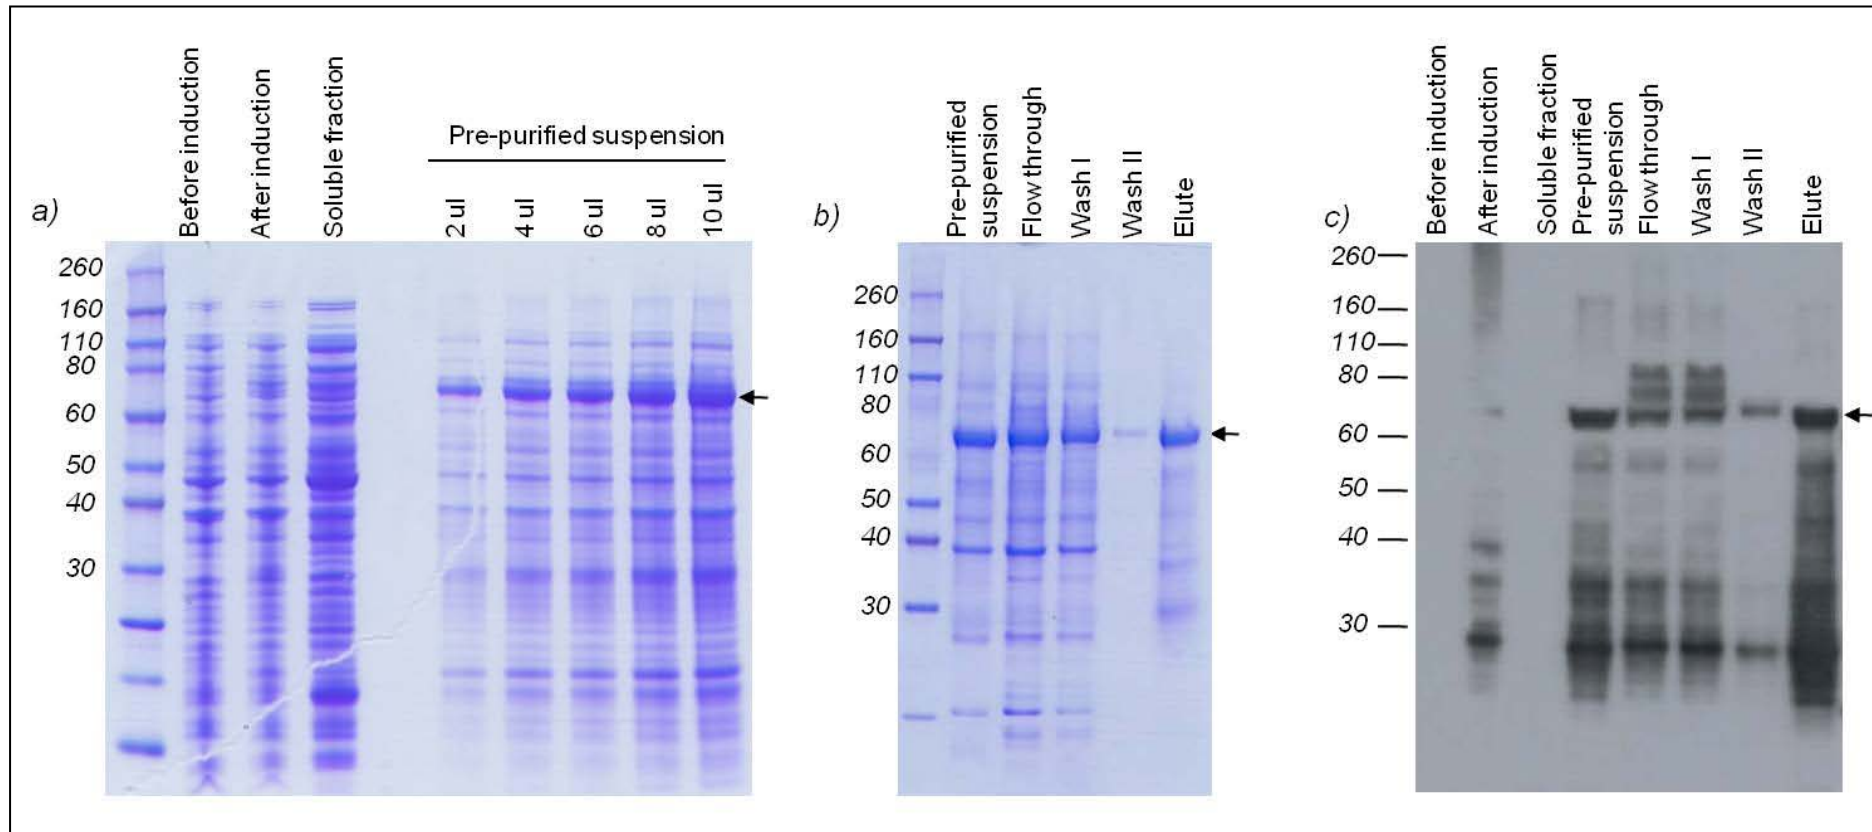 a)
Before induction
After induction
Soluble fraction
Pre-purified suspension
2 ul
4 ul
6 ul
8 ul
10 ul
260
160
110
80
60
50
40
30
b)
Pre-purified
suspension
Flow through
Wash I
Wash II
Elute
260
160
110
80
60
50
40
30
c)
Before induction
After induction
Soluble fraction
Pre-purified
suspension
Flow through
Wash I
Wash II
Elute
260
160
110
80
60
50
40
30